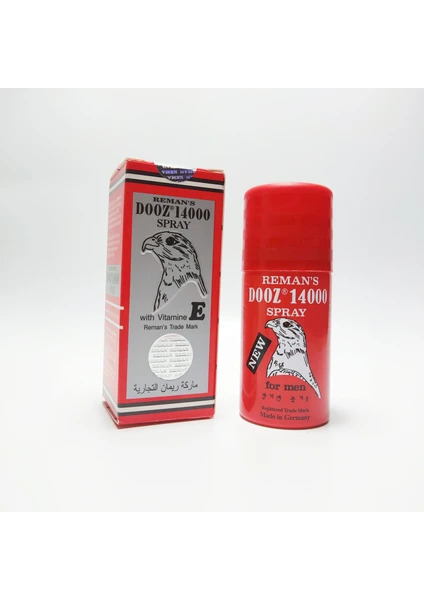 REMAN'S
DOOZ® 14000
SPRAY
with Vitamine E
Reman's Trade Mark
ماركة ريمان التجارية
REMAN'S
DOOZ® 14000
SPRAY
NEW
for men
Registered Trade Mark
Made in Germany